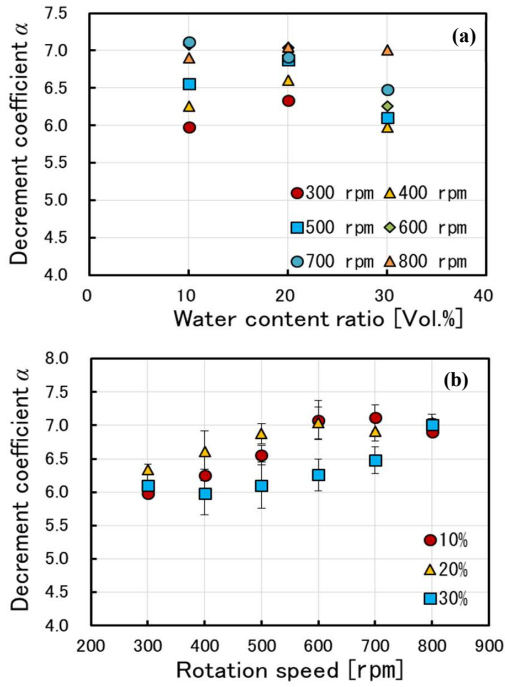 (a)
Decrement coefficient α
7.5
7.0
6.5
6.0
5.5
5.0
4.5
4.0
300 rpm 400 rpm
500 rpm 600 rpm
700 rpm 800 rpm
0 10 20 30 40
Water content ratio [Vol.%]
(b)
Decrement coefficient α
8.0
7.5
7.0
6.5
6.0
5.5
5.0
4.5
4.0
10%
20%
30%
200 300 400 500 600 700 800 900
Rotation speed [rpm]